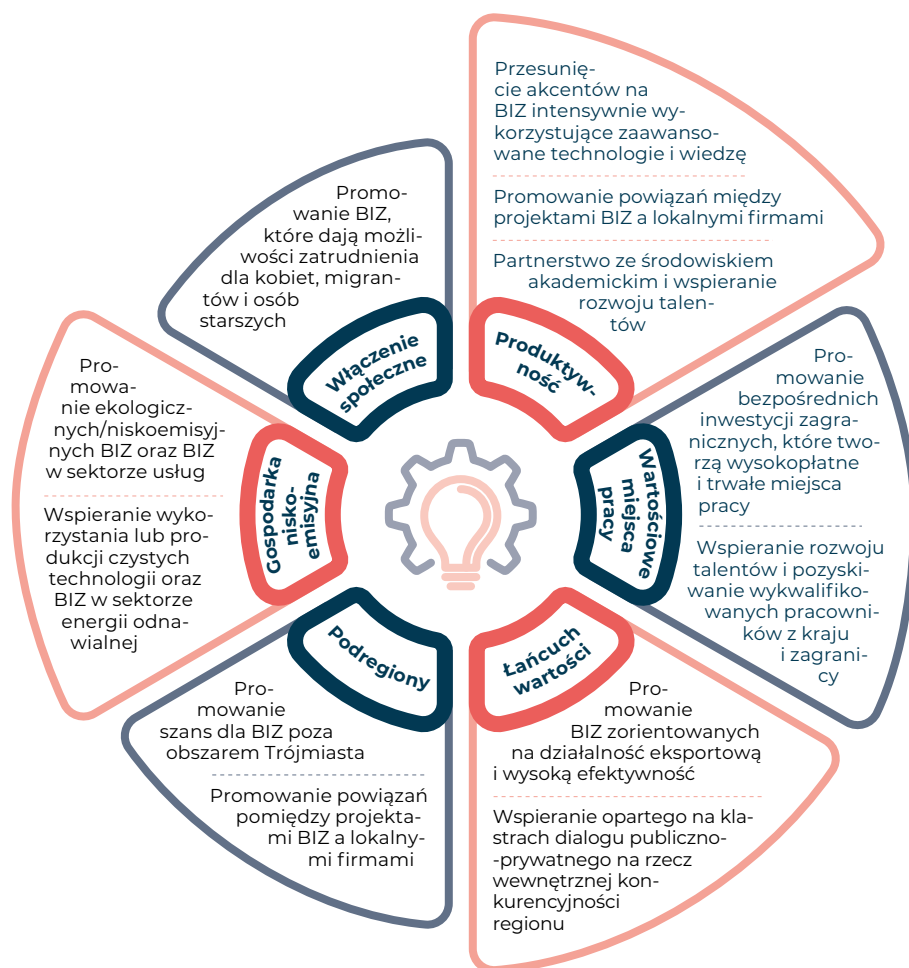 Przesunię-
cie akcentów na
BIZ intensywnie wy-
korzystujące zaawanso-
wane technologie i wiedzę
Promowanie powiązań między
projektami BIZ a lokalnymi firmami
Partnerstwo ze środowiskiem
akademickim i wspieranie
rozwoju talen-
tów
Produktyw-
ność
Pro-
mowanie
bezpośrednich
inwestycji zagra-
nicznych, które two-
rzą wysokopłatne
i trwałe miejsca
pracy
Wspieranie rozwoju
talentów i pozyski-
wanie wykwalifiko-
wanych pracowni-
ków z kraju
i zagrani-
cy
Wartościowe
miejsca
pracy
Łańcuch
wartości
Pro-
mowanie
BIZ zorientowanych
na działalność eksportową
i wysoką efektywność
Wspieranie opartego na kla-
strach dialogu publiczno-
-prywatnego na rzecz
wewnętrznej kon-
kurencyjności
regionu
Podregiony
Pro-
mowanie
szans dla BIZ poza
obszarem Trójmiasta
Promowanie powiązań
pomiędzy projekta-
mi BIZ a lokalny-
mi firmami
Gospodarka
nisko-
emisyjna
Pro-
mowa-
nie ekologicz-
nych/niskoemisyj-
nych BIZ oraz BIZ
w sektorze usług
Wspieranie wyko-
rzystania lub pro-
dukcji czystych
technologii oraz
BIZ w sektorze
energii odna-
wialnej
Promo-
wanie BIZ,
które dają możli-
wości zatrudnienia
dla kobiet, migran-
tów i osób
starszych
Włączenie
społeczne